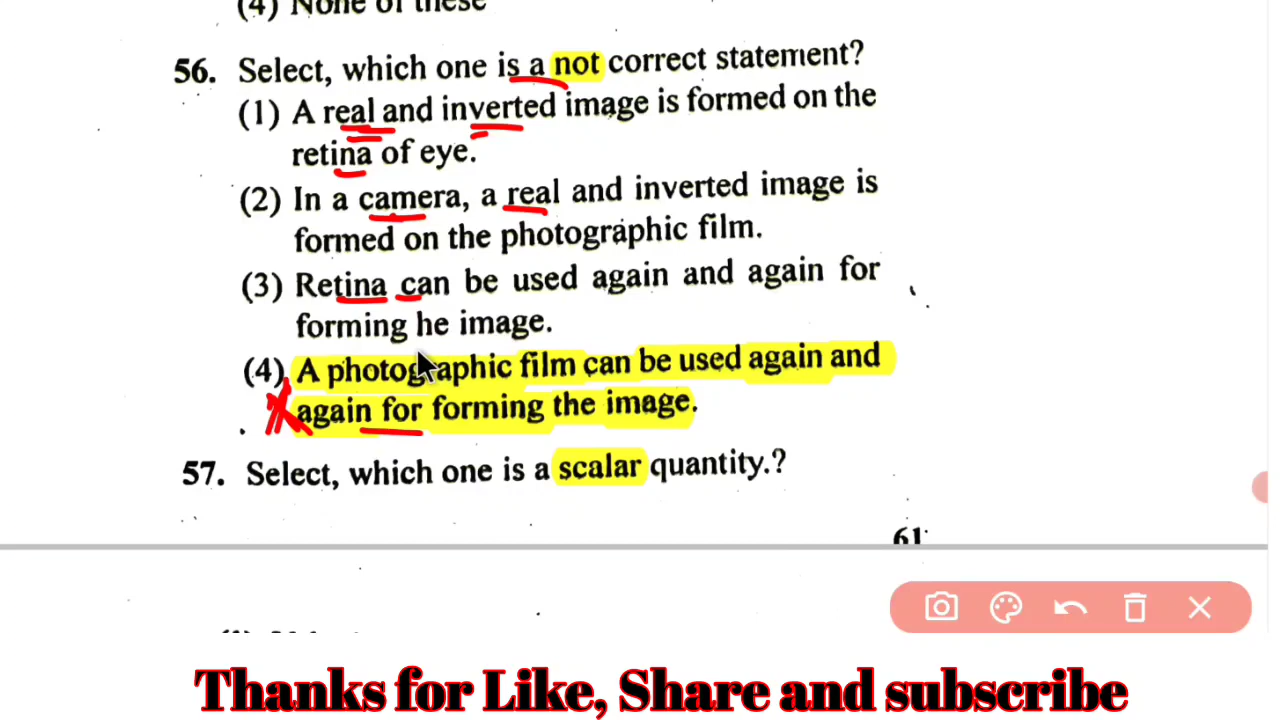 (4) None of these
56. Select, which one is a not correct statement?
(1) A real and inverted image is formed on the
retina of eye.
(2) In a camera, a real and inverted image is
formed on the photographic film.
(3) Retina can be used again and again for
forming he image.
(4) A photographic film can be used again and
again for forming the image.
57. Select, which one is a scalar quantity.?
61
Thanks for Like, Share and subscribe